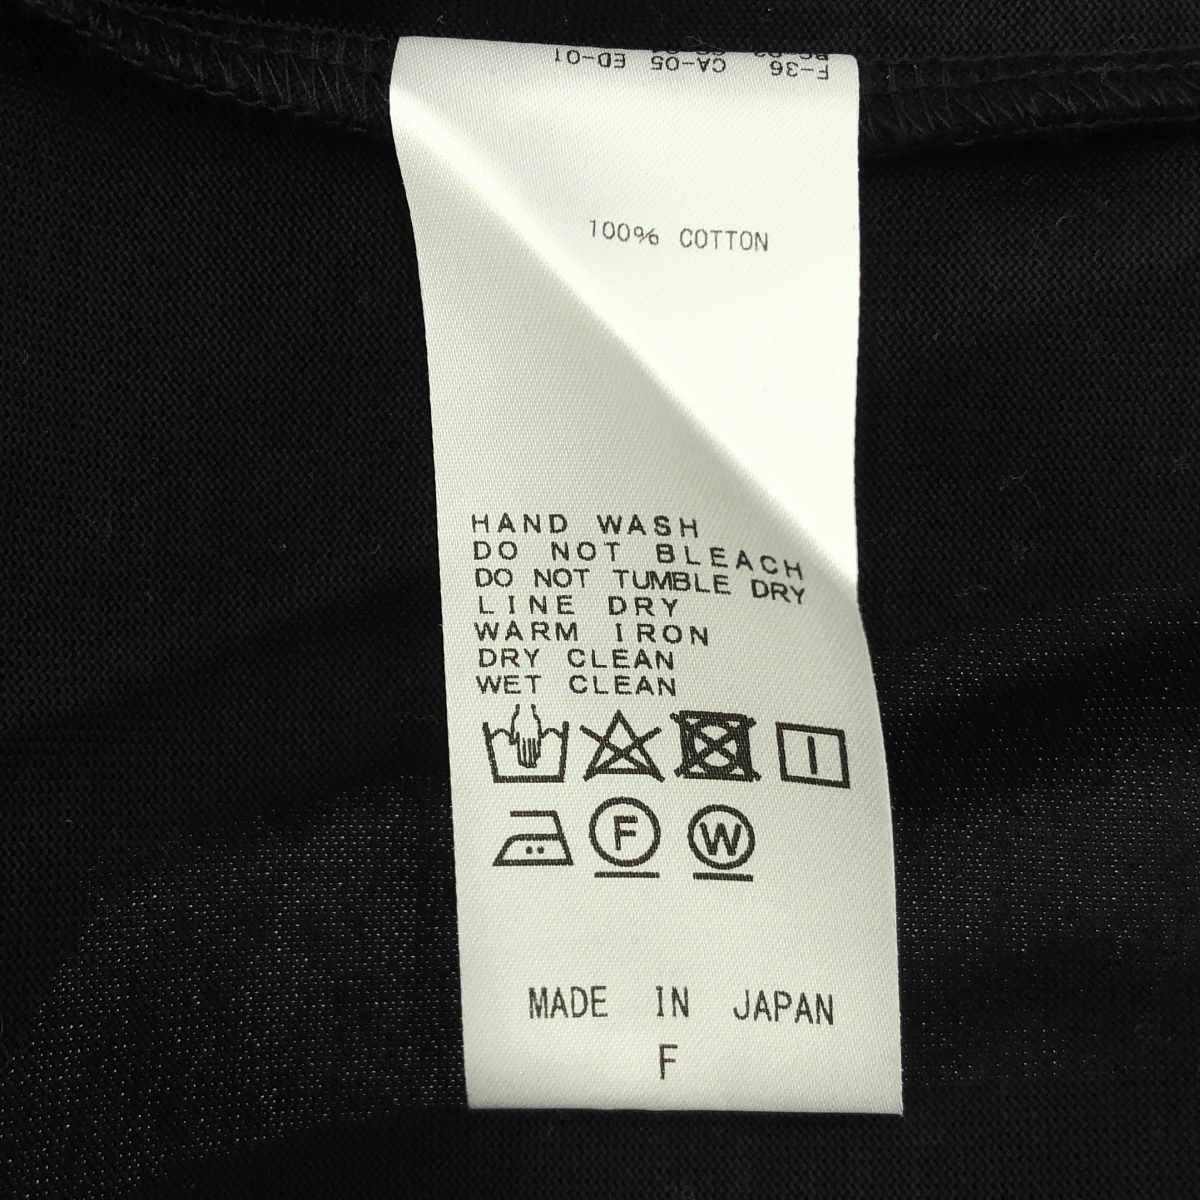 F-36 CA-05 ED-01
100% COTTON
HAND WASH
DO NOT BLEACH
DO NOT TUMBLE DRY
LINE DRY
WARM IRON
DRY CLEAN
WET CLEAN
F W
MADE IN JAPAN
F